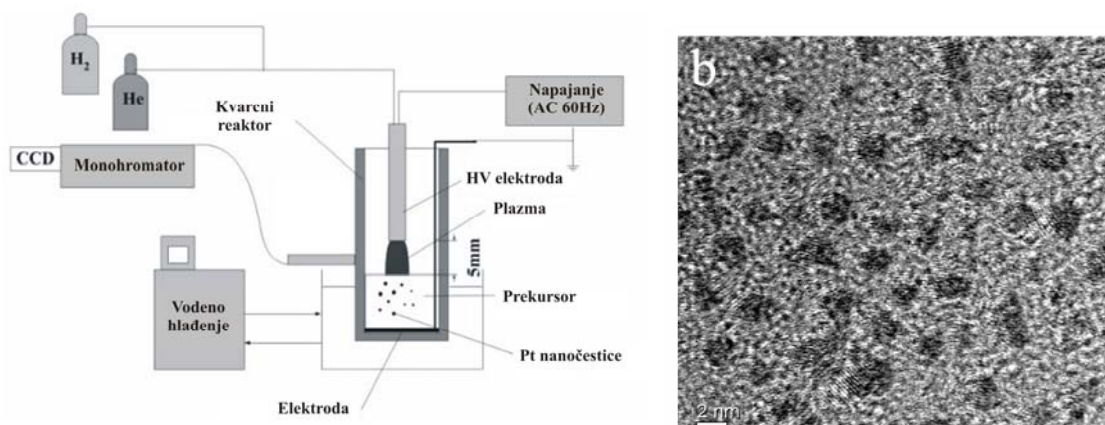 H₂
He
Kvarcni
reaktor
Napajanje
(AC 60Hz)
CCD
Monohromator
HV elektroda
Plazma
5mm
Vodeno
hlađenje
Prekursor
Pt nanočestice
Elektroda
b
2 nm